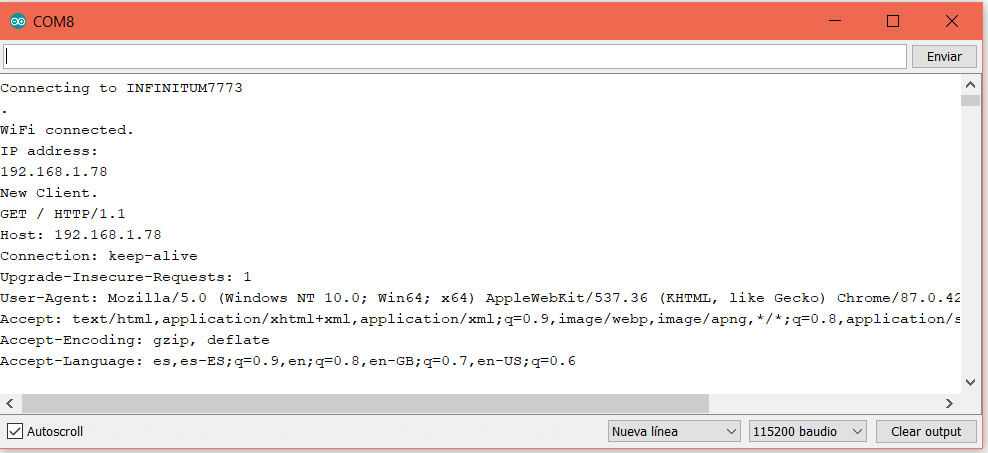 COM8
Enviar
Connecting to INFINITUM7773
.
WiFi connected.
IP address:
192.168.1.78
New Client.
GET / HTTP/1.1
Host: 192.168.1.78
Connection: keep-alive
Upgrade-Insecure-Requests: 1
User-Agent: Mozilla/5.0 (Windows NT 10.0; Win64; x64) AppleWebKit/537.36 (KHTML, like Gecko) Chrome/87.0.42
Accept: text/html,application/xhtml+xml,application/xml;q=0.9,image/webp,image/apng,*/*;q=0.8,application/s
Accept-Encoding: gzip, deflate
Accept-Language: es,es-ES;q=0.9,en;q=0.8,en-GB;q=0.7,en-US;q=0.6
Autoscroll Nueva línea 115200 baudio Clear output